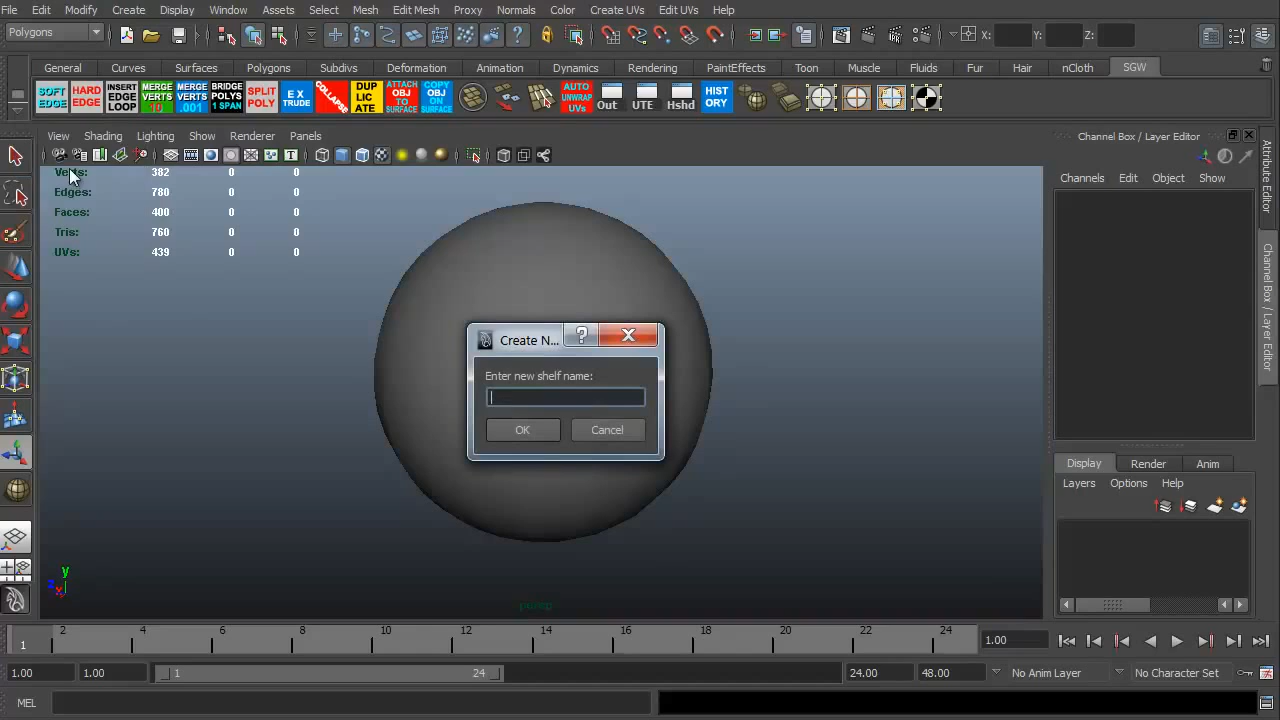 File Edit Modify Create Display Window Assets Select Mesh Edit Mesh Proxy Normals Color Create UVs Edit UVs Help
Polygons X: Y: Z:
General Curves Surfaces Polygons Subdivs Deformation Animation Dynamics Rendering PaintEffects Toon Muscle Fluids Fur Hair nCloth SGW
SOFT EDGE
HARD EDGE
INSERT EDGE LOOP
MERGE VERTS 10
MERGE VERTS .001
BRIDGE POLYS 1 SPAN
SPLIT POLY
EX TRUDE
COLLAPSE
DUP LIC ATE
ATTACH OBJ TO SURFACE
COPY OBJ ON SURFACE
AUTO UNWRAP UVs
Out
UTE
Hshd
HIST ORY
View Shading Lighting Show Renderer Panels
Channel Box / Layer Editor
Channels Edit Object Show
Verts: 382 0 0
Edges: 780 0 0
Faces: 400 0 0
Tris: 760 0 0
UVs: 439 0 0
Create N...
Enter new shelf name:
OK Cancel
Attribute Editor
Channel Box / Layer Editor
Display Render Anim
Layers Options Help
y
z
x
persp
1 2 4 6 8 10 12 14 16 18 20 22 24 1.00
1.00 1.00 1 24 24.00 48.00 No Anim Layer No Character Set
MEL